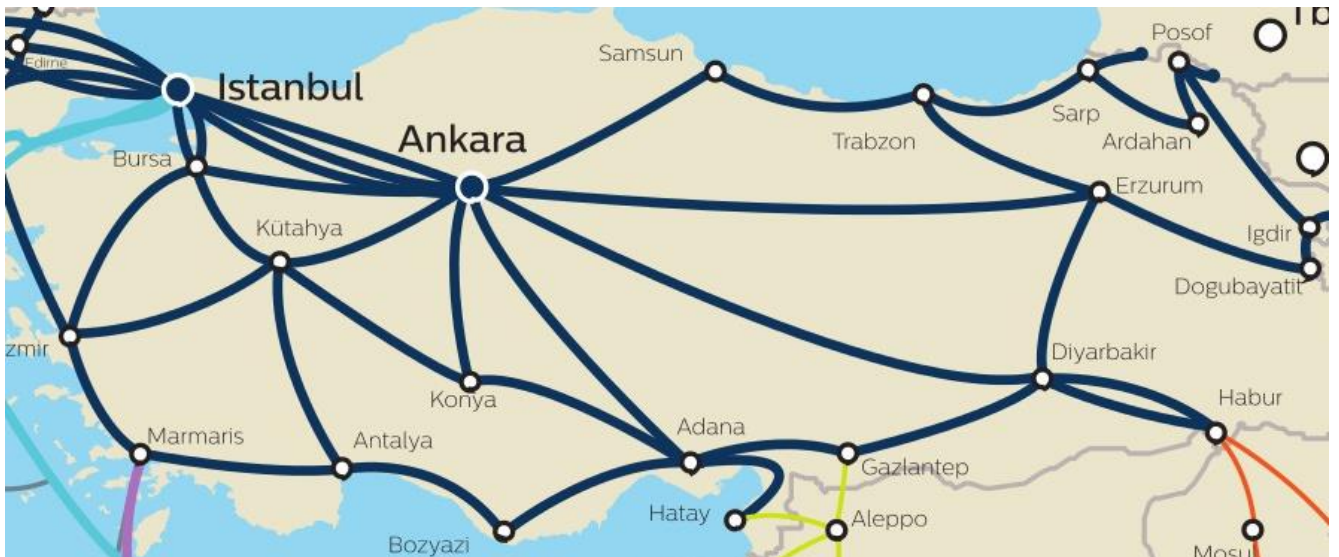 Tb
Posof
Samsun
Edirne
Istanbul
Sarp
Ankara
Trabzon
Ardahan
Bursa
Erzurum
Kütahya
Igdir
Dogubayatit
zmir
Diyarbakir
Konya
Habur
Marmaris
Antalya
Adana
Gazlantep
Hatay
Aleppo
Bozyazi
Mosu